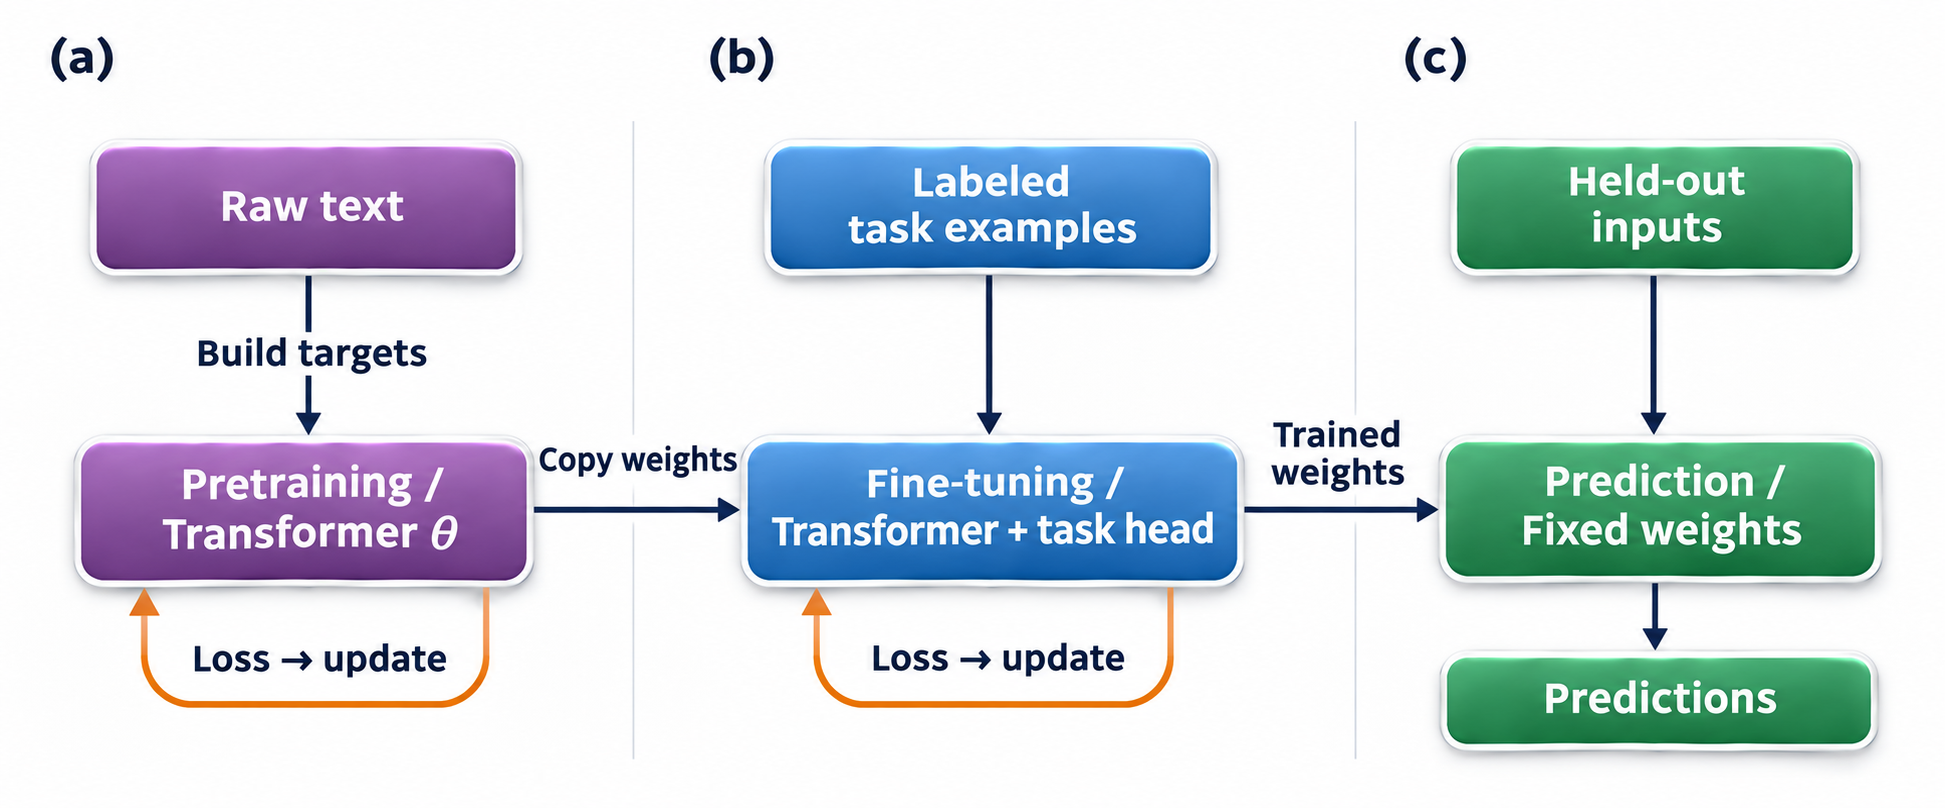 (a)
Raw text
Build targets
Pretraining /
Transformer θ
Loss → update
Copy weights
(b)
Labeled
task examples
Fine-tuning /
Transformer + task head
Loss → update
Trained
weights
(c)
Held-out
inputs
Prediction /
Fixed weights
Predictions